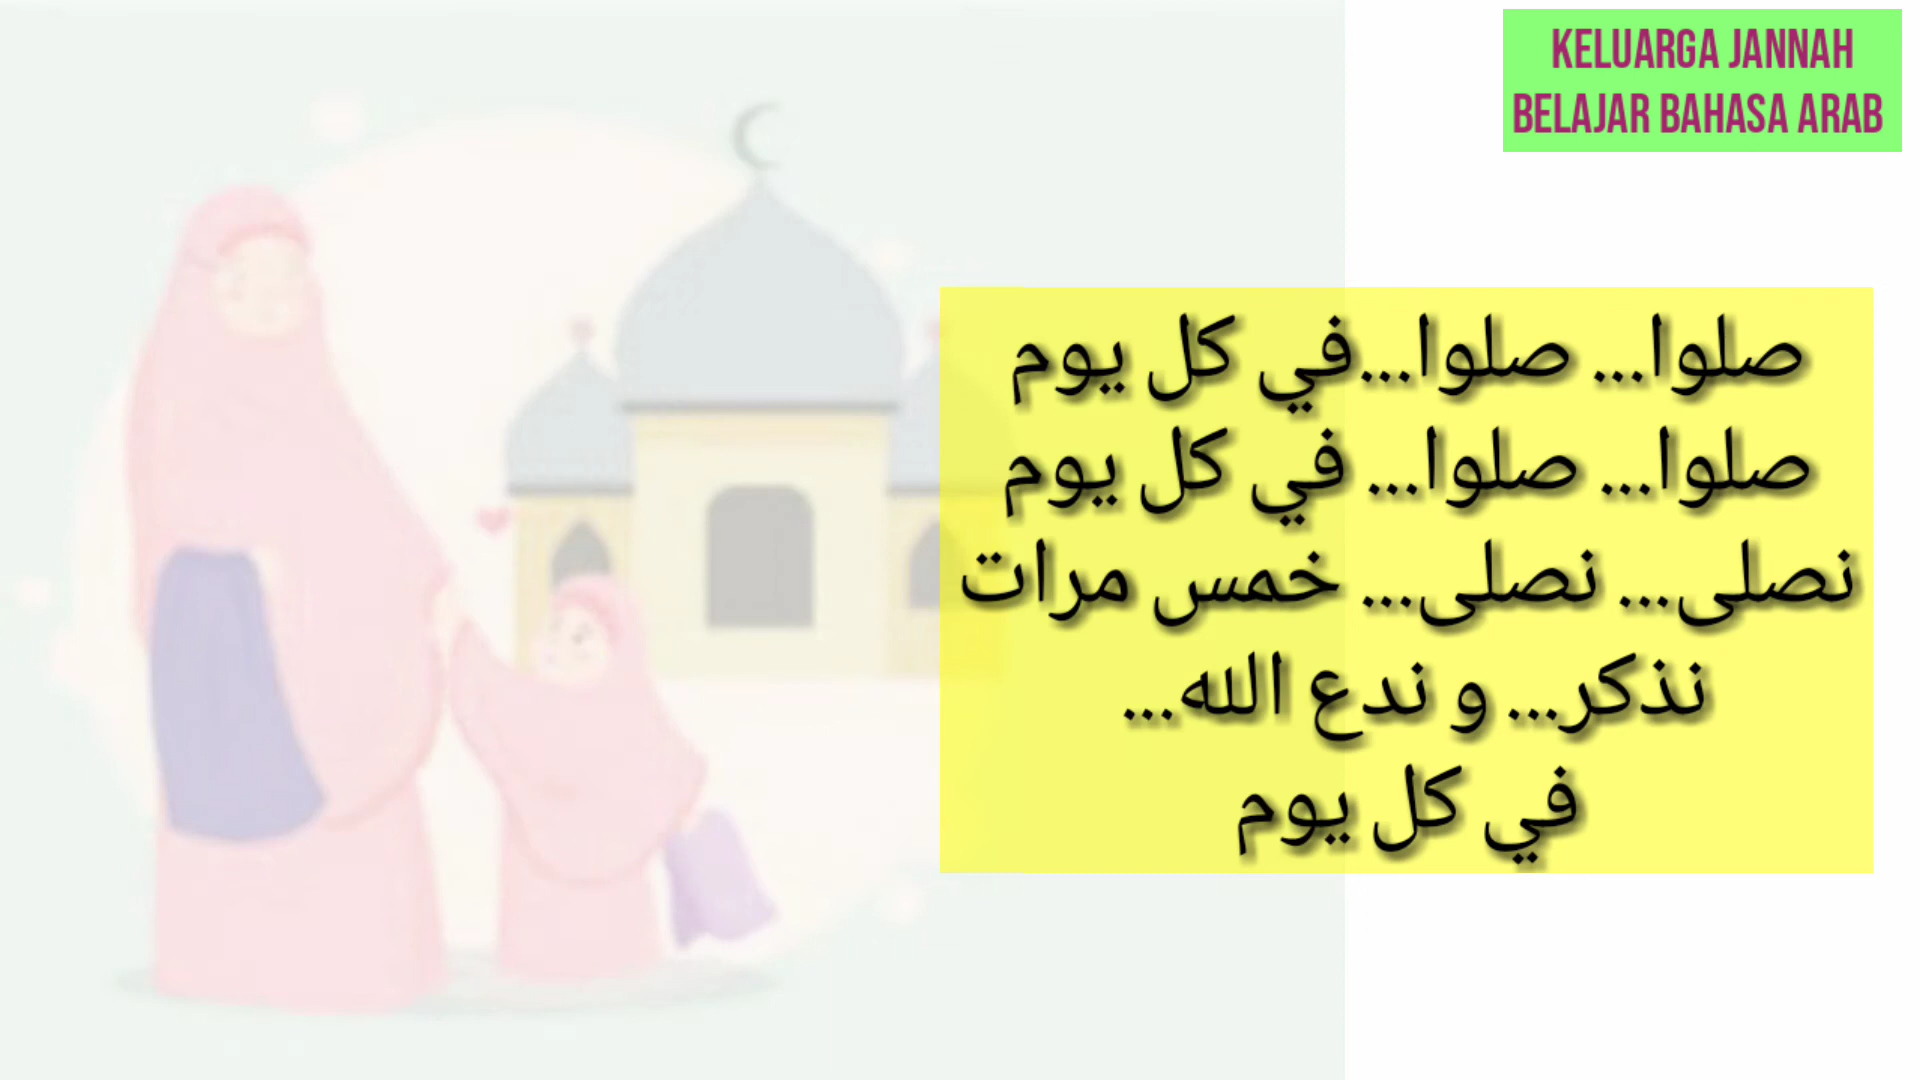 KELUARGA JANNAH
BELAJAR BAHASA ARAB
صلوا... صلوا...في كل يوم
صلوا... صلوا... في كل يوم
نصلى... نصلى... خمس مرات
نذكر... و ندع الله...
في كل يوم